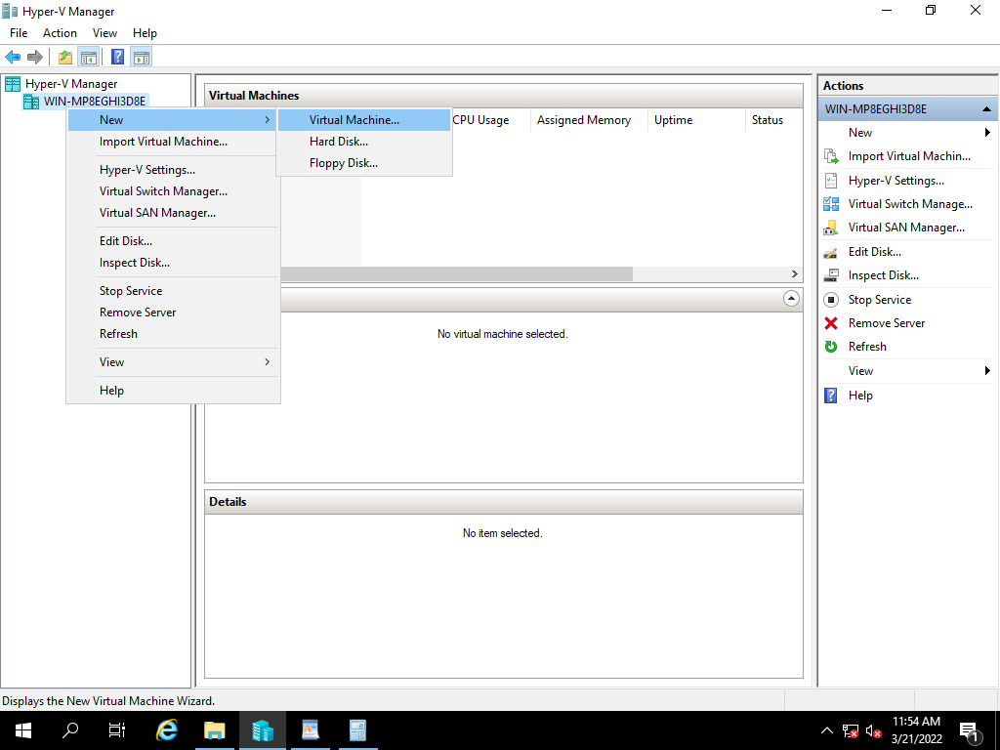 Hyper-V Manager
File Action View Help
Hyper-V Manager
WIN-MP8EGHI3D8E
New
Import Virtual Machine...
Hyper-V Settings...
Virtual Switch Manager...
Virtual SAN Manager...
Edit Disk...
Inspect Disk...
Stop Service
Remove Server
Refresh
View
Help
Virtual Machine...
Hard Disk...
Floppy Disk...
Virtual Machines
CPU Usage Assigned Memory Uptime Status
No virtual machine selected.
Details
No item selected.
Actions
WIN-MP8EGHI3D8E
New
Import Virtual Machin...
Hyper-V Settings...
Virtual Switch Manage...
Virtual SAN Manager...
Edit Disk...
Inspect Disk...
Stop Service
Remove Server
Refresh
View
Help
Displays the New Virtual Machine Wizard.
11:54 AM
3/21/2022
1